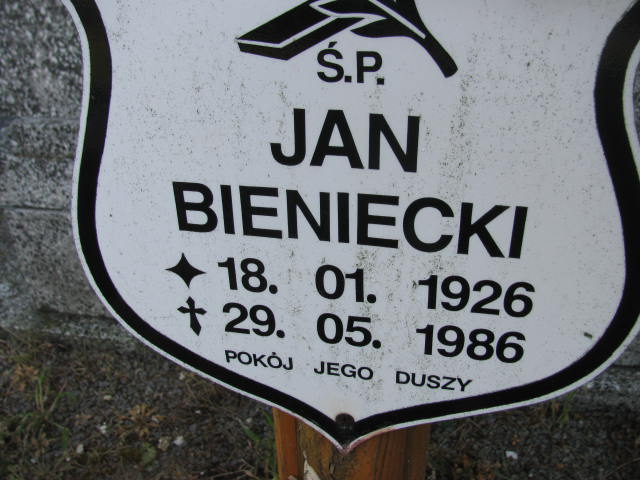 Ś.P.
JAN
BIENIECKI
18. 01. 1926
29. 05. 1986
POKÓJ JEGO DUSZY